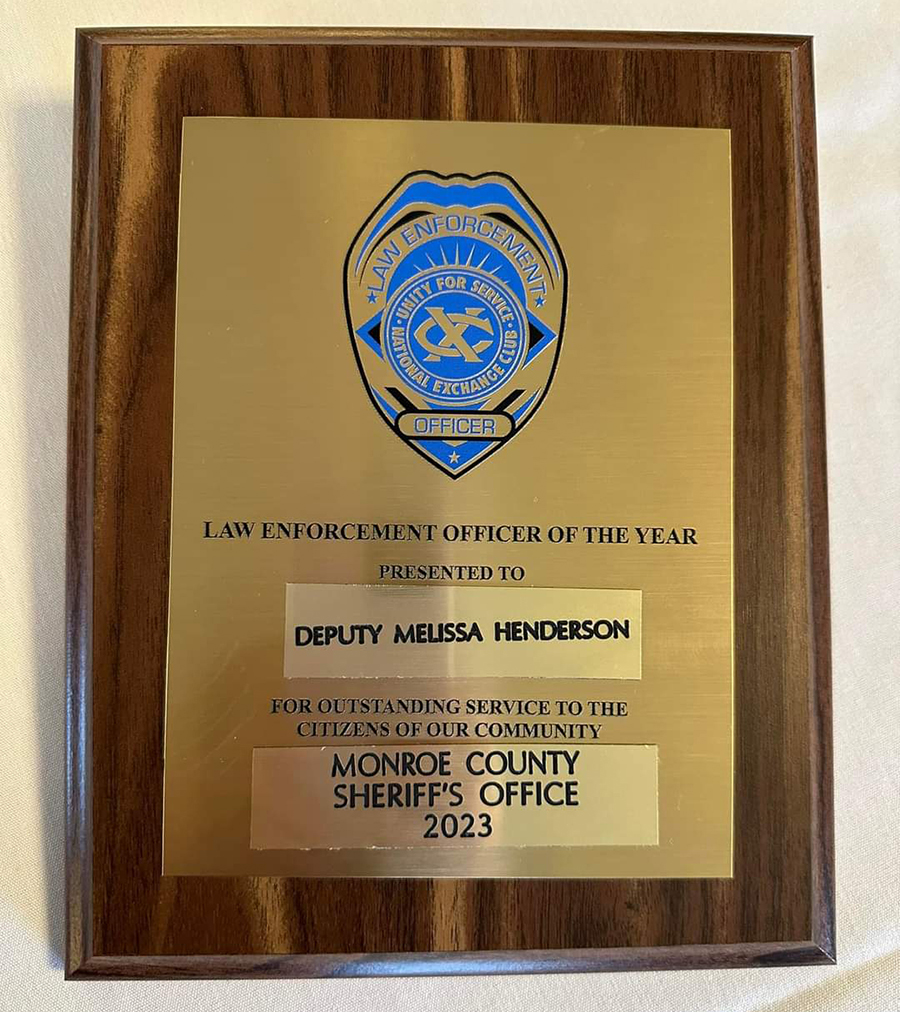 LAW ENFORCEMENT
UNITY FOR SERVICE
XC
NATIONAL EXCHANGE CLUB
OFFICER
LAW ENFORCEMENT OFFICER OF THE YEAR
PRESENTED TO
DEPUTY MELISSA HENDERSON
FOR OUTSTANDING SERVICE TO THE
CITIZENS OF OUR COMMUNITY
MONROE COUNTY
SHERIFF'S OFFICE
2023